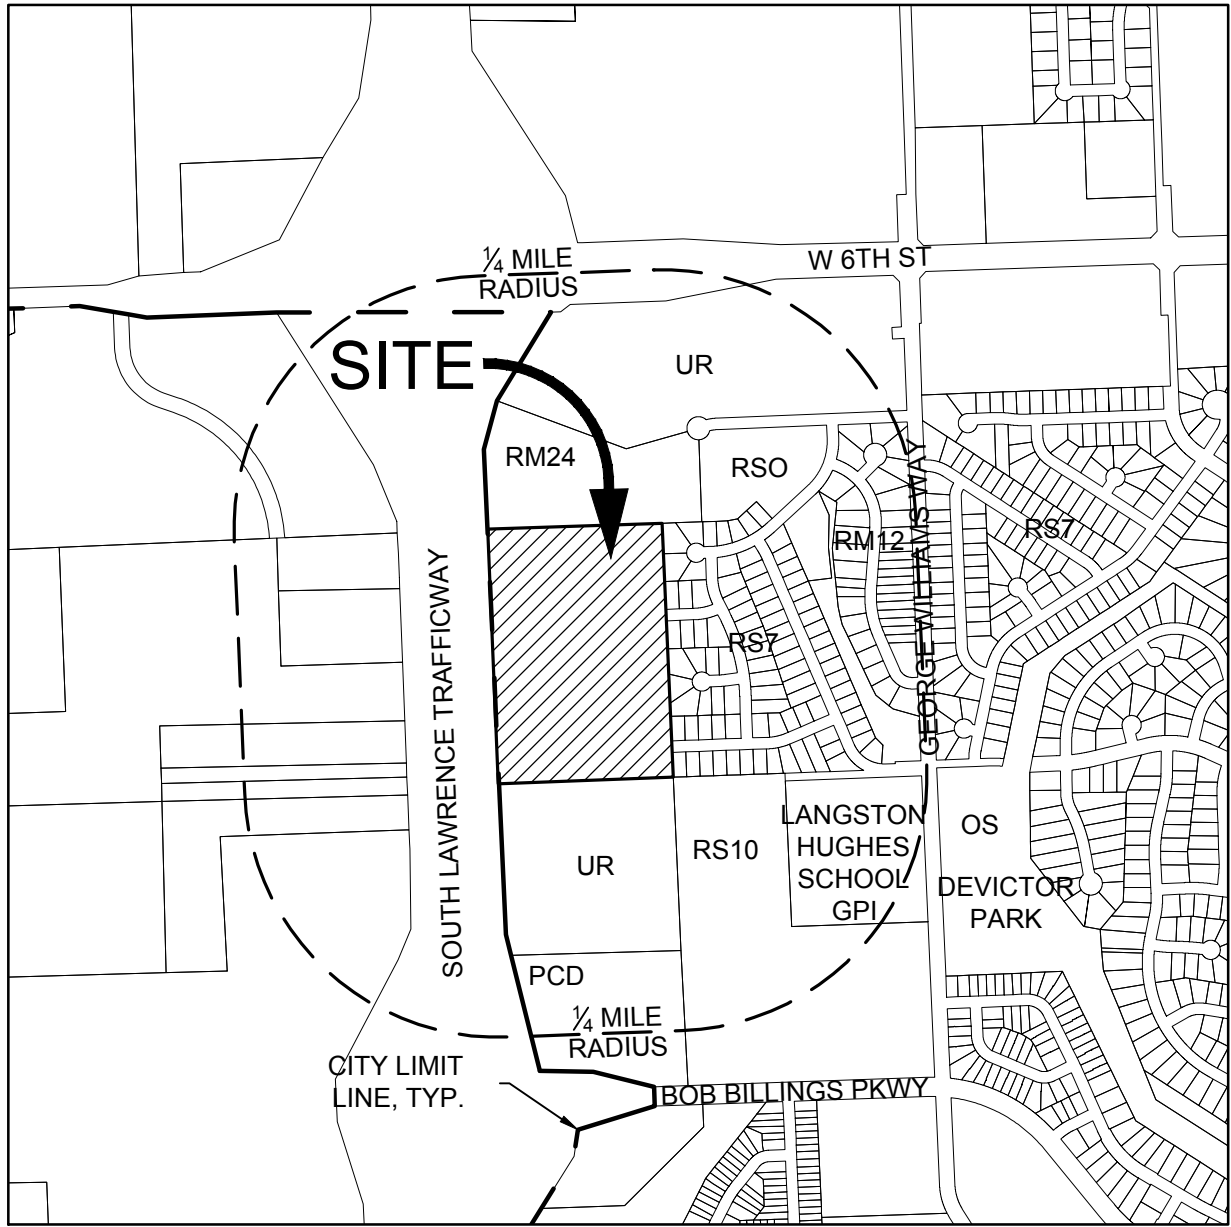 ¼ MILE
RADIUS
W 6TH ST
SITE
UR
RM24
RSO
GEORGE WILLIAMS WAY
RM12
RS7
SOUTH LAWRENCE TRAFFICWAY
RS7
LANGSTON
HUGHES
SCHOOL
GPI
OS
DEVICTOR
PARK
UR
RS10
PCD
¼ MILE
RADIUS
CITY LIMIT
LINE, TYP.
BOB BILLINGS PKWY